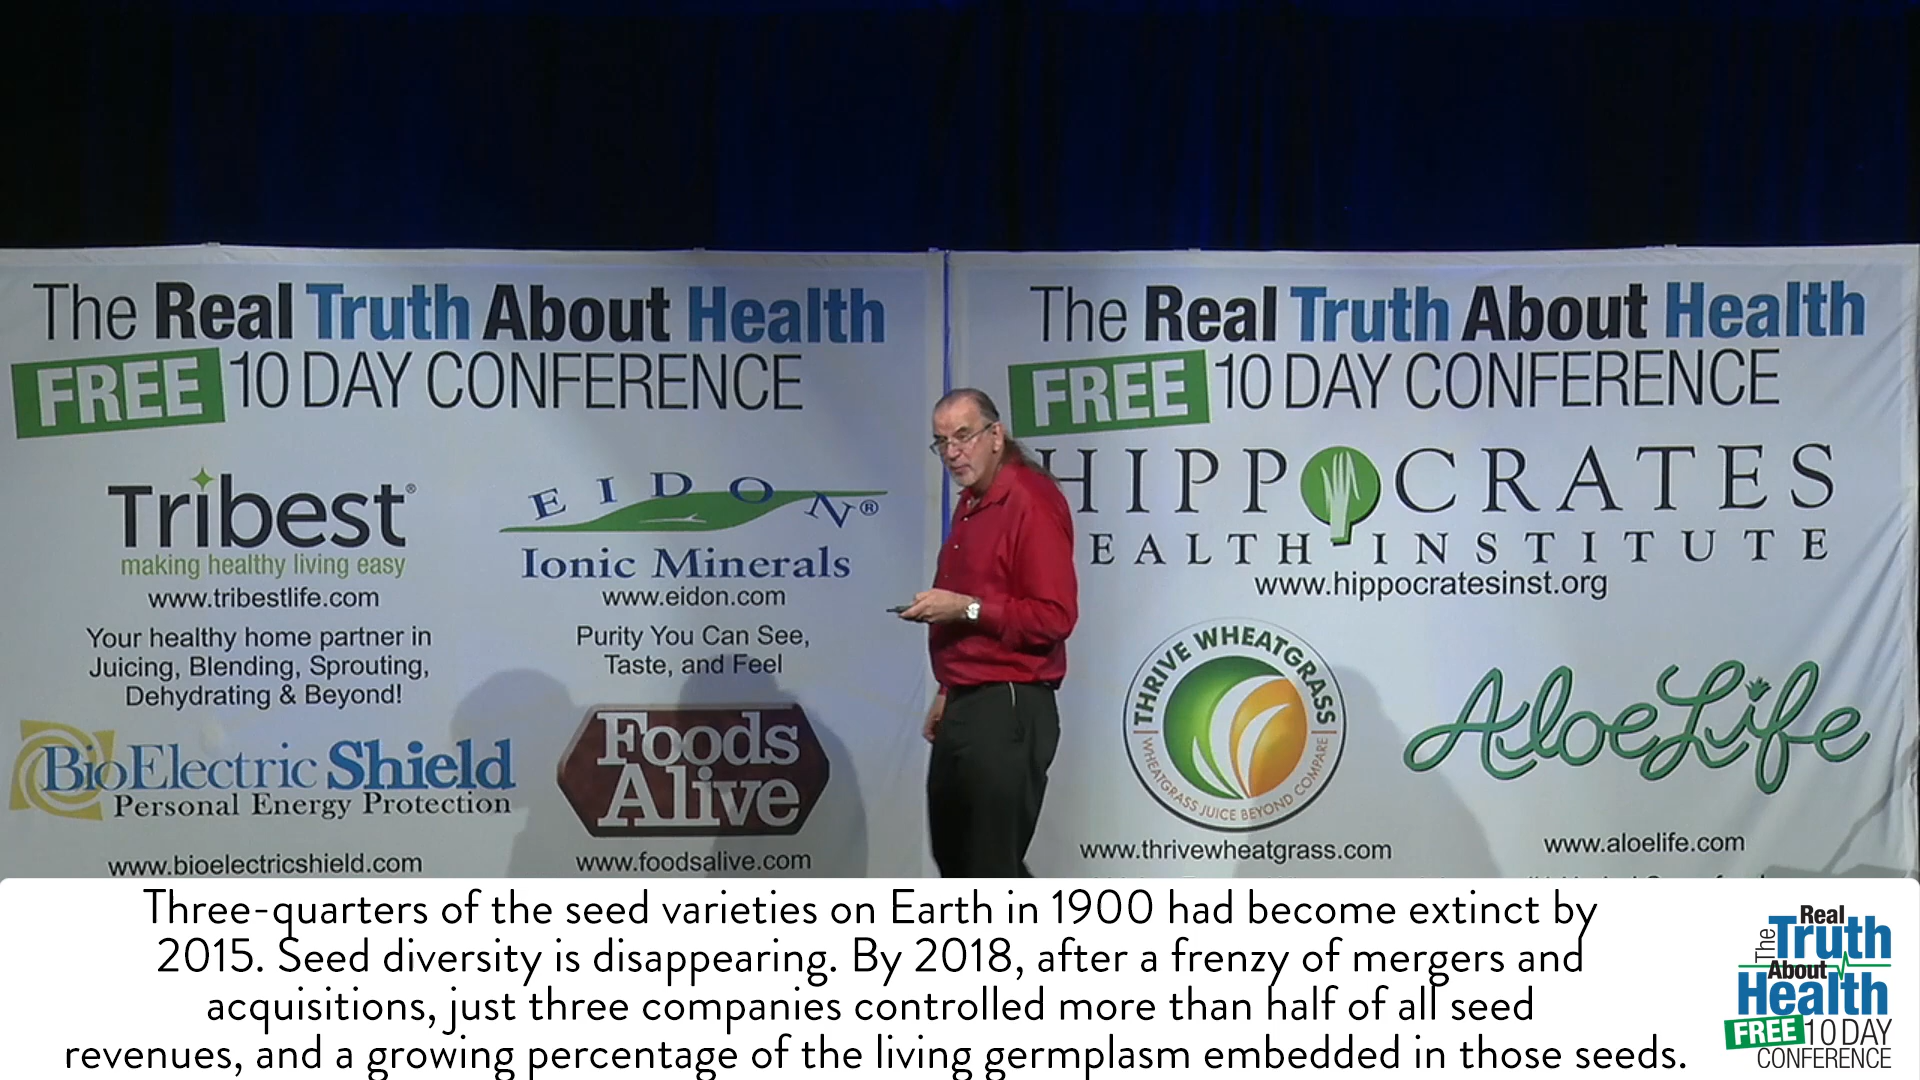 The Real Truth About Health
FREE 10 DAY CONFERENCE
Tribest®
making healthy living easy
www.tribestlife.com
Your healthy home partner in
Juicing, Blending, Sprouting,
Dehydrating & Beyond!
EIDON®
Ionic Minerals
www.eidon.com
Purity You Can See,
Taste, and Feel
BioElectric Shield
Personal Energy Protection
www.bioelectricshield.com
Foods
Alive
www.foodsalive.com
The Real Truth About Health
FREE 10 DAY CONFERENCE
HIPPOCRATES
EALTH INSTITUTE
www.hippocratesinst.org
THRIVE WHEATGRASS
WHEATGRASS JUICE BEYOND COMPARE
www.thrivewheatgrass.com
AloeLife
www.aloelife.com
Three-quarters of the seed varieties on Earth in 1900 had become extinct by
2015. Seed diversity is disappearing. By 2018, after a frenzy of mergers and
acquisitions, just three companies controlled more than half of all seed
revenues, and a growing percentage of the living germplasm embedded in those seeds.
The Real
Truth
About
Health
FREE 10 DAY
CONFERENCE